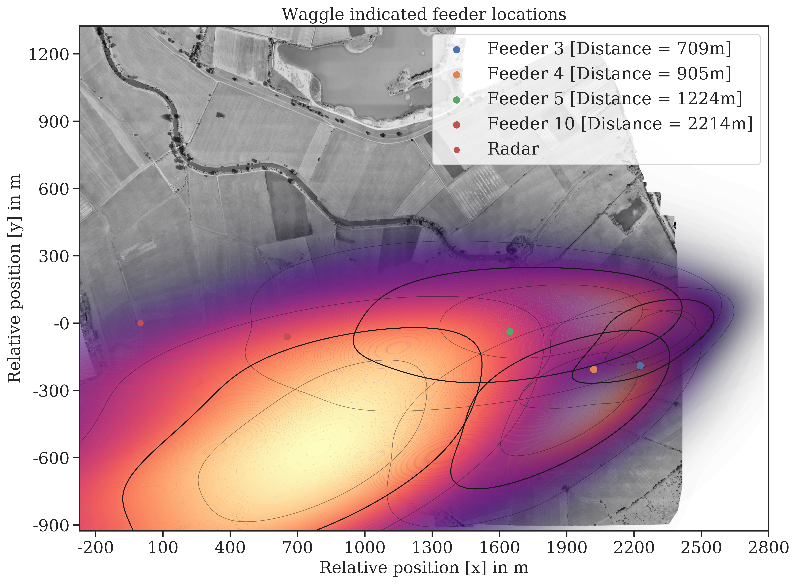 Waggle indicated feeder locations
Feeder 3 [Distance = 709m]
Feeder 4 [Distance = 905m]
Feeder 5 [Distance = 1224m]
Feeder 10 [Distance = 2214m]
Radar
Relative position [y] in m
1200
900
600
300
-0
-300
-600
-900
-200 100 400 700 1000 1300 1600 1900 2200 2500 2800
Relative position [x] in m